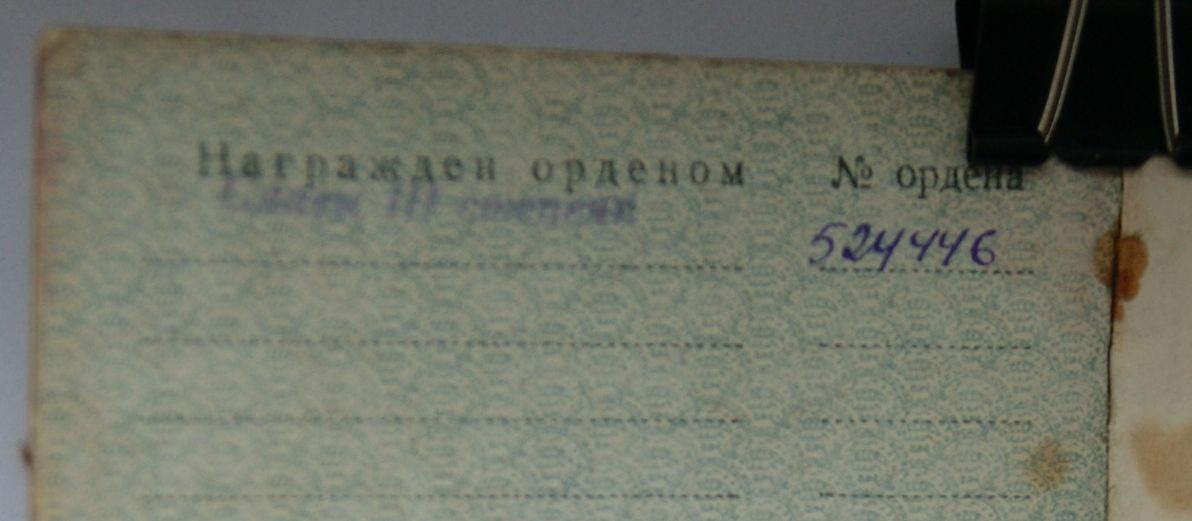 Награжден орденом № ордена
Славы III степени 524446